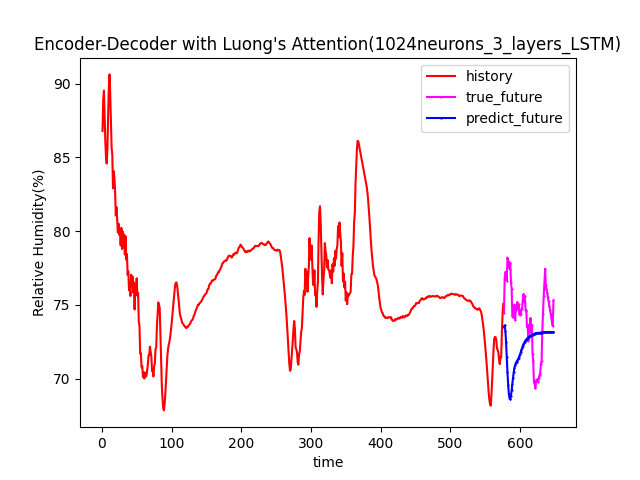 Encoder-Decoder with Luong's Attention(1024neurons_3_layers_LSTM)
history
true_future
predict_future
Relative Humidity(%)
90
85
80
75
70
0 100 200 300 400 500 600
time